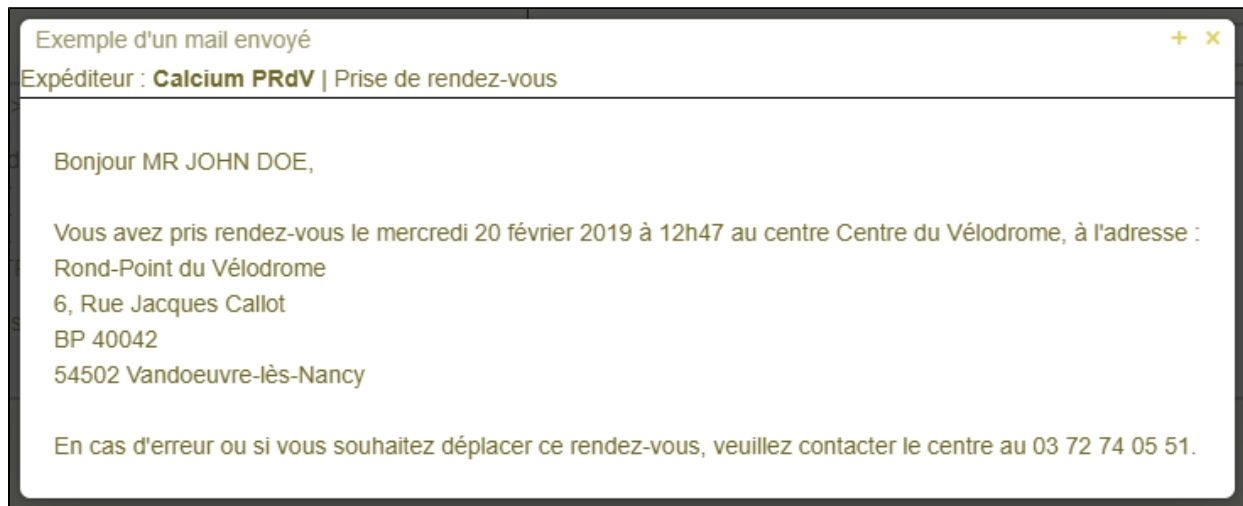 Exemple d'un mail envoyé
+ ×
Expéditeur : Calcium PRdV | Prise de rendez-vous
Bonjour MR JOHN DOE,
Vous avez pris rendez-vous le mercredi 20 février 2019 à 12h47 au centre Centre du Vélodrome, à l'adresse :
Rond-Point du Vélodrome
6, Rue Jacques Callot
BP 40042
54502 Vandoeuvre-lès-Nancy
En cas d'erreur ou si vous souhaitez déplacer ce rendez-vous, veuillez contacter le centre au 03 72 74 05 51.